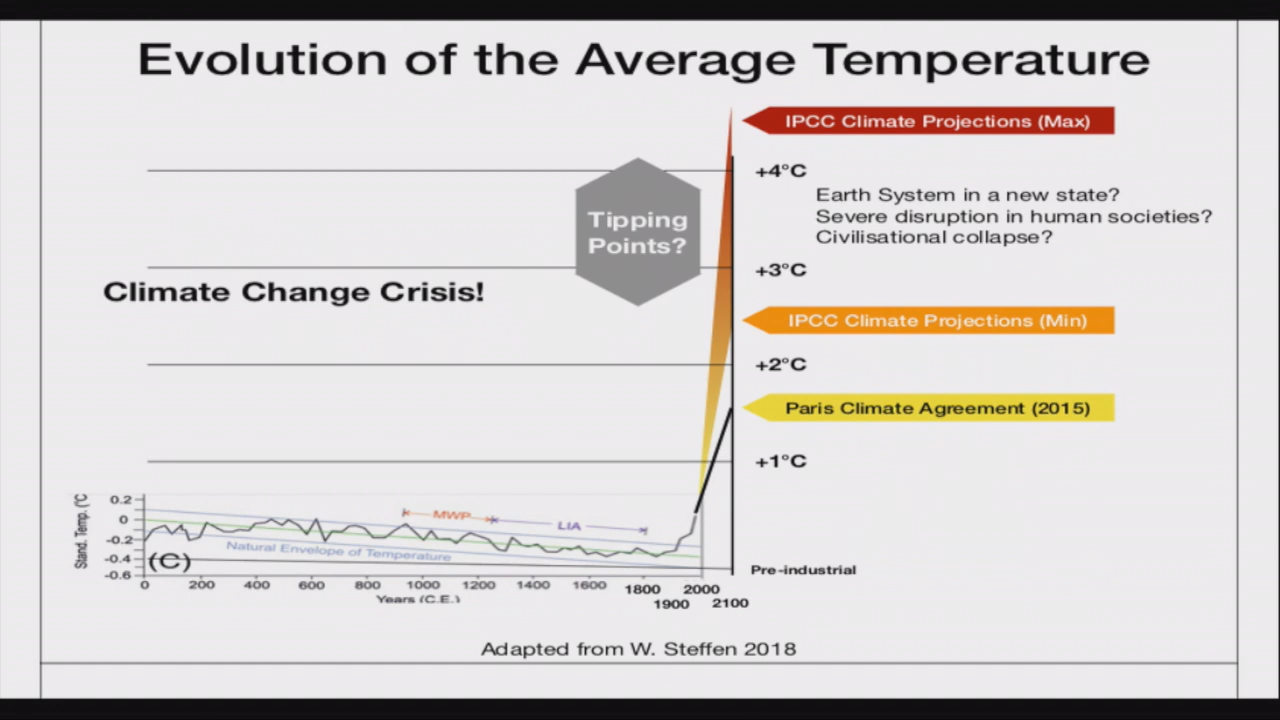 Evolution of the Average Temperature
IPCC Climate Projections (Max)
+4°C
Earth System in a new state?
Severe disruption in human societies?
Civilisational collapse?
Tipping
Points?
+3°C
Climate Change Crisis!
IPCC Climate Projections (Min)
+2°C
Paris Climate Agreement (2015)
+1°C
Stand. Temp. (°C
0.2
0
-0.2
-0.4
-0.6
MWP
LIA
Natural Envelope of Temperature
(C)
Pre-industrial
0 200 400 600 800 1000 1200 1400 1600 1800 2000
1900 2100
Years (C.E.)
Adapted from W. Steffen 2018